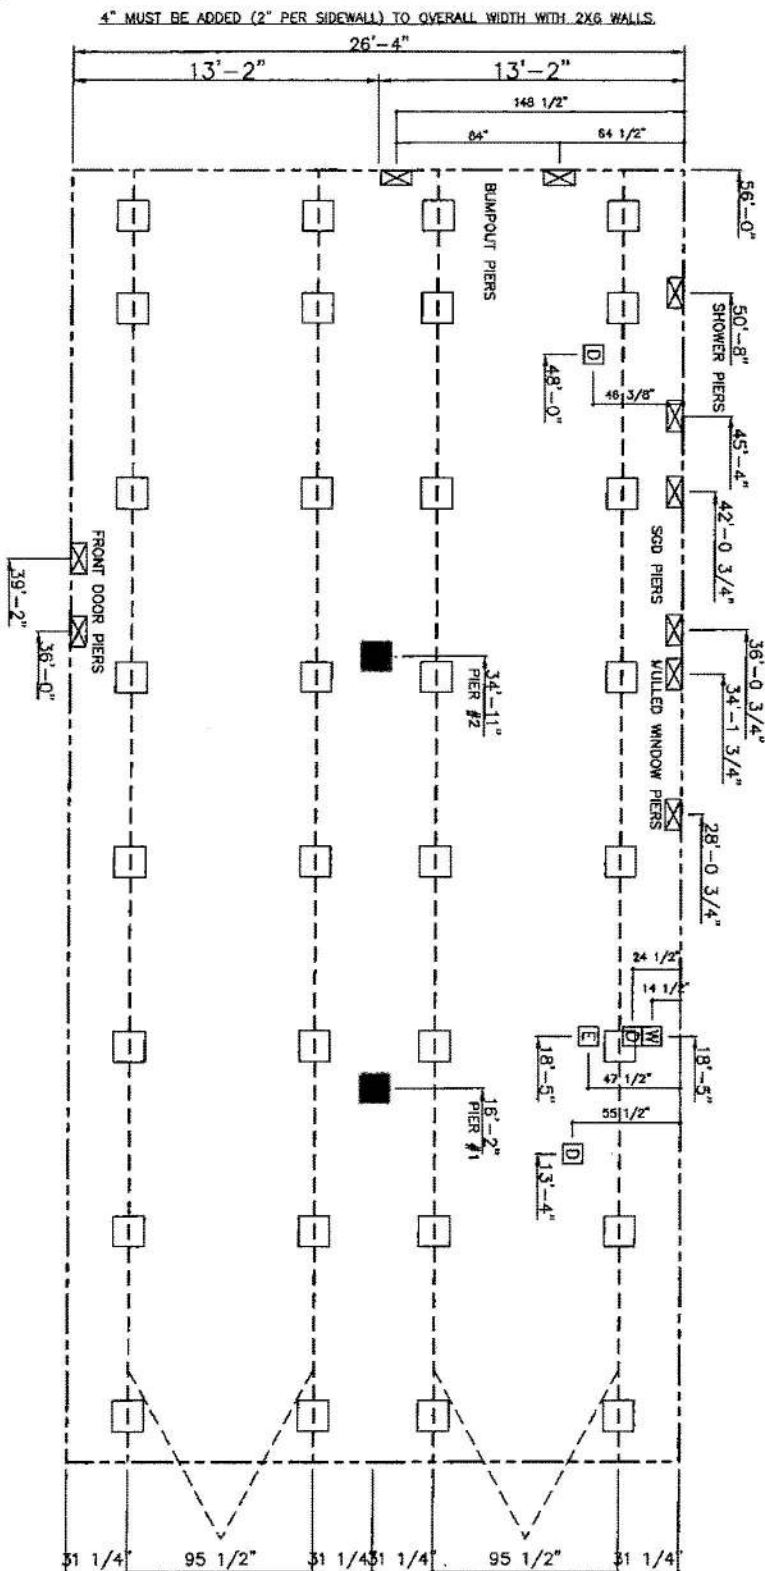 4" MUST BE ADDED (2" PER SIDEWALL) TO OVERALL WIDTH WITH 2X6 WALLS.
26'-4"
13'-2"
13'-2"
148 1/2"
84"
64 1/2"
56'-0"
BUMPOUT PIERS
50'-8"
SHOWER PIERS
D
48'-0"
46 3/8"
45'-4"
42'-0 3/4"
SGD PIERS
FRONT DOOR PIERS
39'-2"
36'-0"
36'-0 3/4"
34'-11"
PIER #2
34'-1 3/4"
MULLED WINDOW PIERS
28'-0 3/4"
24 1/2"
14 1/2"
E
D
W
18'-5"
18'-5"
47 1/2"
16'-2"
PIER #1
55 1/2"
D
13'-4"
31 1/4"
95 1/2"
31 1/4
31 1/4"
95 1/2"
31 1/4"